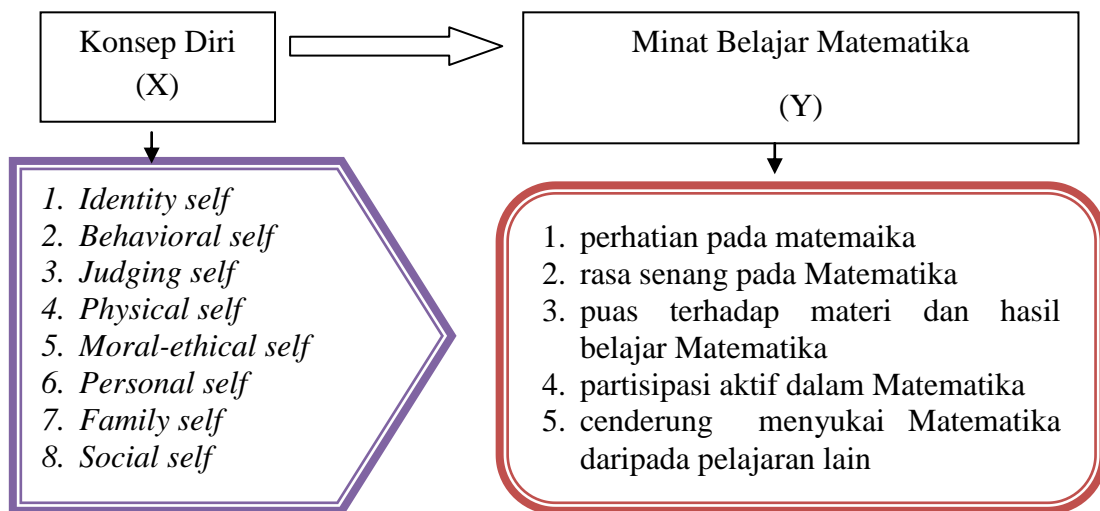 Konsep Diri
(X)
Minat Belajar Matematika
(Y)
1. Identity self
2. Behavioral self
3. Judging self
4. Physical self
5. Moral-ethical self
6. Personal self
7. Family self
8. Social self
1. perhatian pada matemaika
2. rasa senang pada Matematika
3. puas terhadap materi dan hasil
belajar Matematika
4. partisipasi aktif dalam Matematika
5. cenderung menyukai Matematika
daripada pelajaran lain